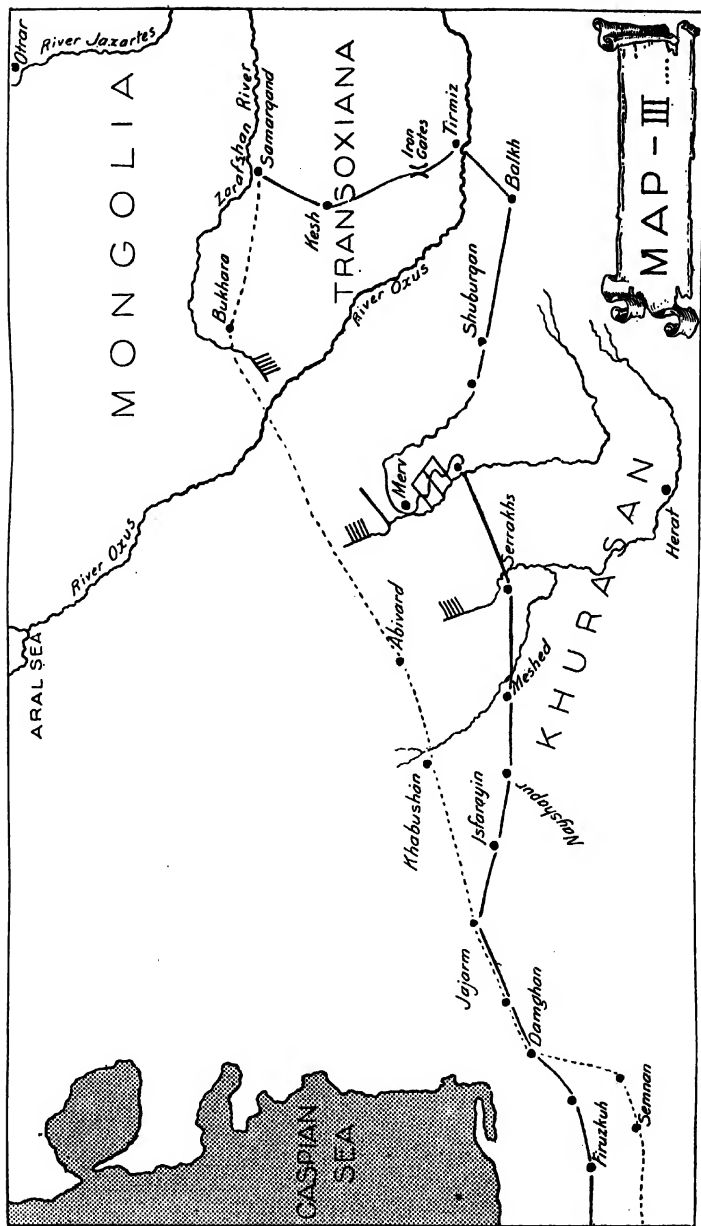 MAP-III.....
Otrar
River Jaxartes
MONGOLIA
Zarafshan River
Samarqand
Bukhara
Kesh
TRANSOXIANA
Iron
Gates
Tirmiz
Balkh
Shuburqan
River Oxus
River Oxus
ARAL SEA
Merv
Abivard
Serrakhs
Herat
KHURASAN
Meshed
Khabushan
Nayshapur
Isfarayin
Jajarm
Damghan
CASPIAN
SEA
Firuzkuh
Semnan